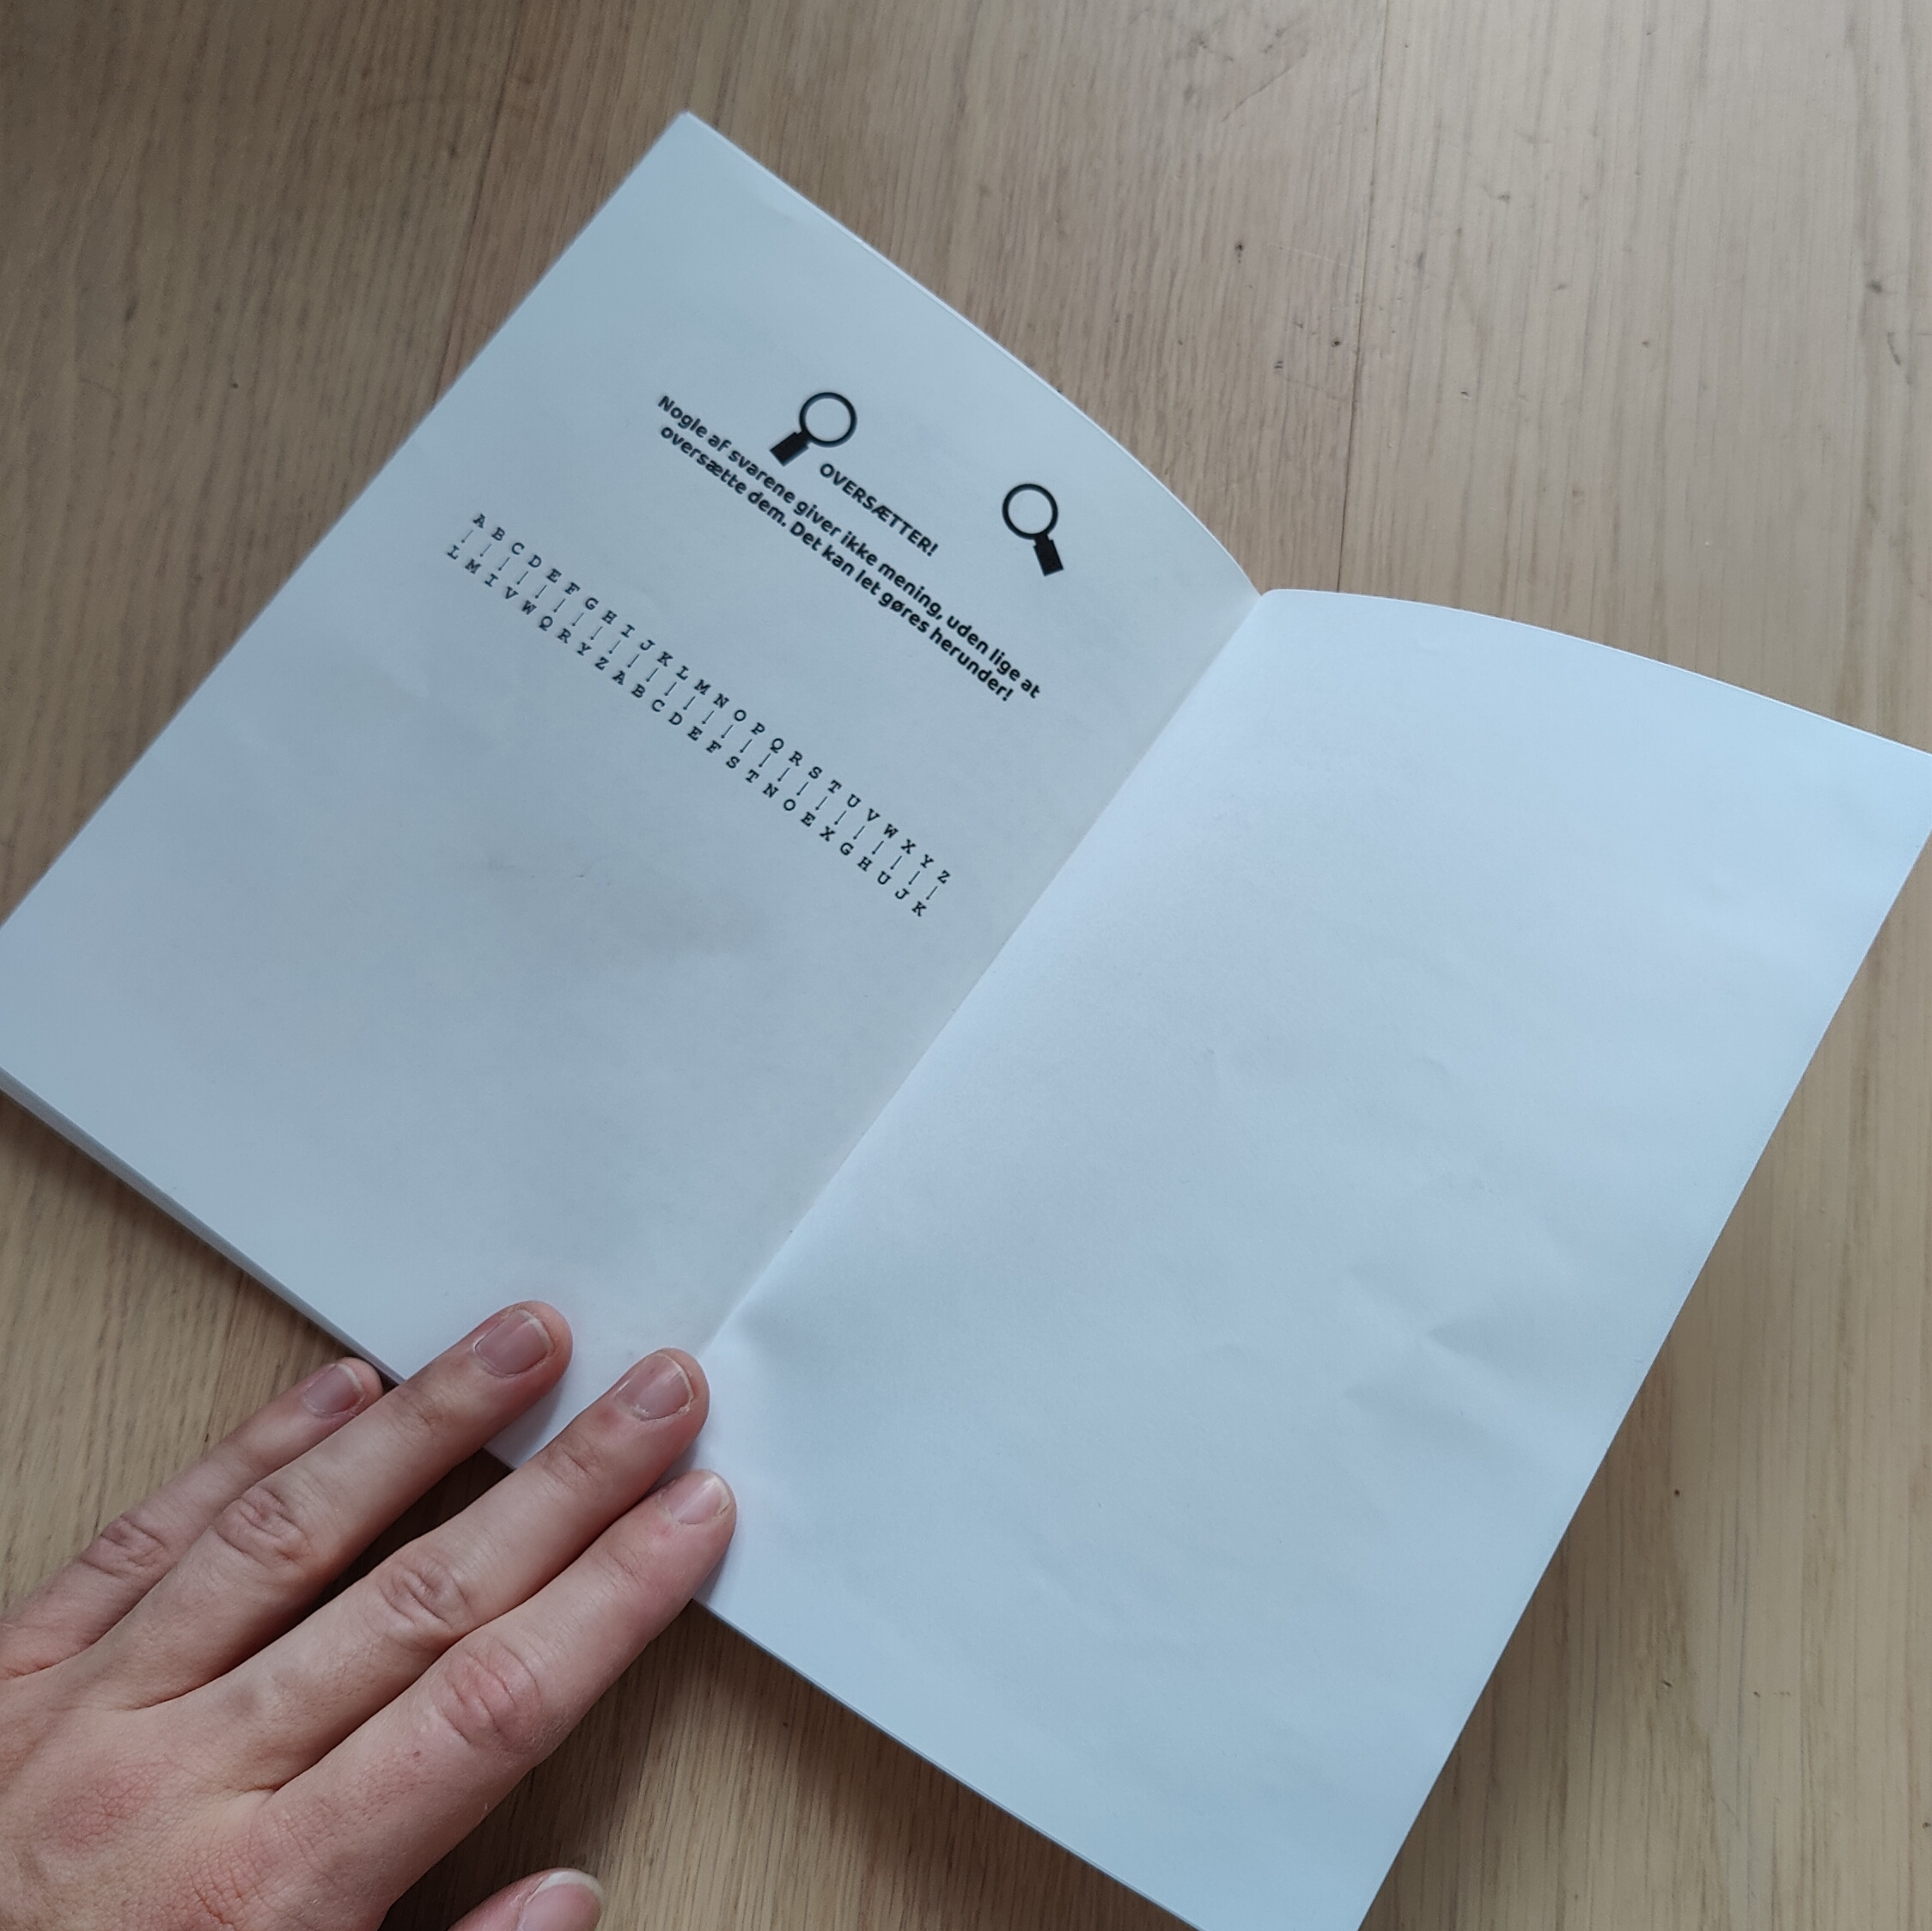 OVERSÆTTER!
Nogle af svarene giver ikke mening, uden lige at
oversætte dem. Det kan let gøres herunder!
A B C D E F G H I J K L M N O P Q R S T U V W X Y Z
↓ ↓ ↓ ↓ ↓ ↓ ↓ ↓ ↓ ↓ ↓ ↓ ↓ ↓ ↓ ↓ ↓ ↓ ↓ ↓ ↓ ↓ ↓ ↓ ↓ ↓
L M I V W Q R Y Z A B C D E F S T N O E X G H U J K